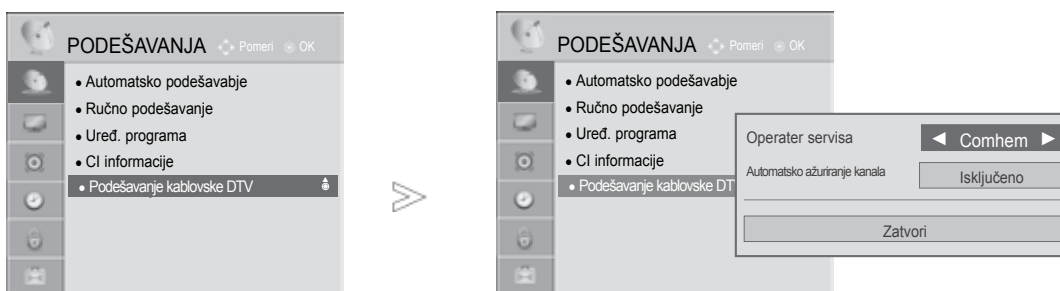 PODEŠAVANJA Pomeri OK
• Automatsko podešavabje
• Ručno podešavanje
• Uređ. programa
• CI informacije
• Podešavanje kablovske DTV
PODEŠAVANJA Pomeri OK
• Automatsko podešavabje
• Ručno podešavanje
• Uređ. programa
• CI informacije
• Podešavanje kablovske DT
Operater servisa ◄ Comhem ►
Automatsko ažuriranje kanala Isključeno
Zatvori